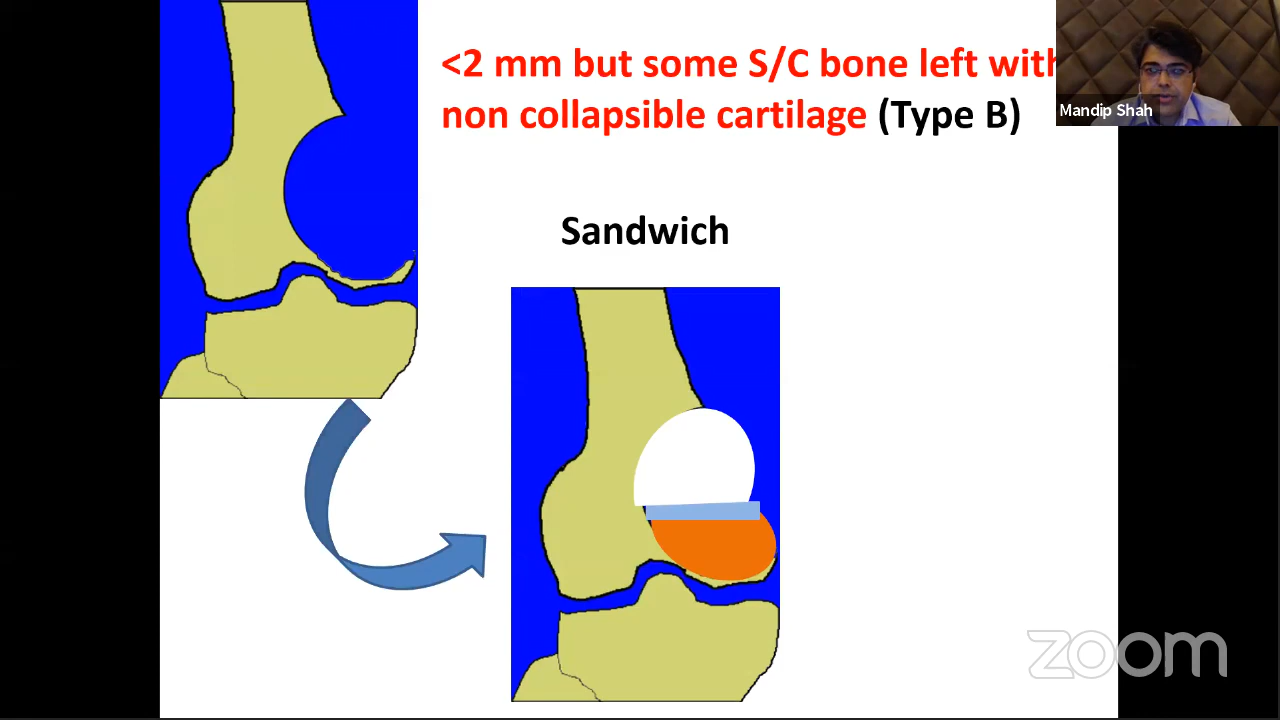 <2 mm but some S/C bone left with
non collapsible cartilage (Type B)
Mandip Shah
Sandwich
zoom